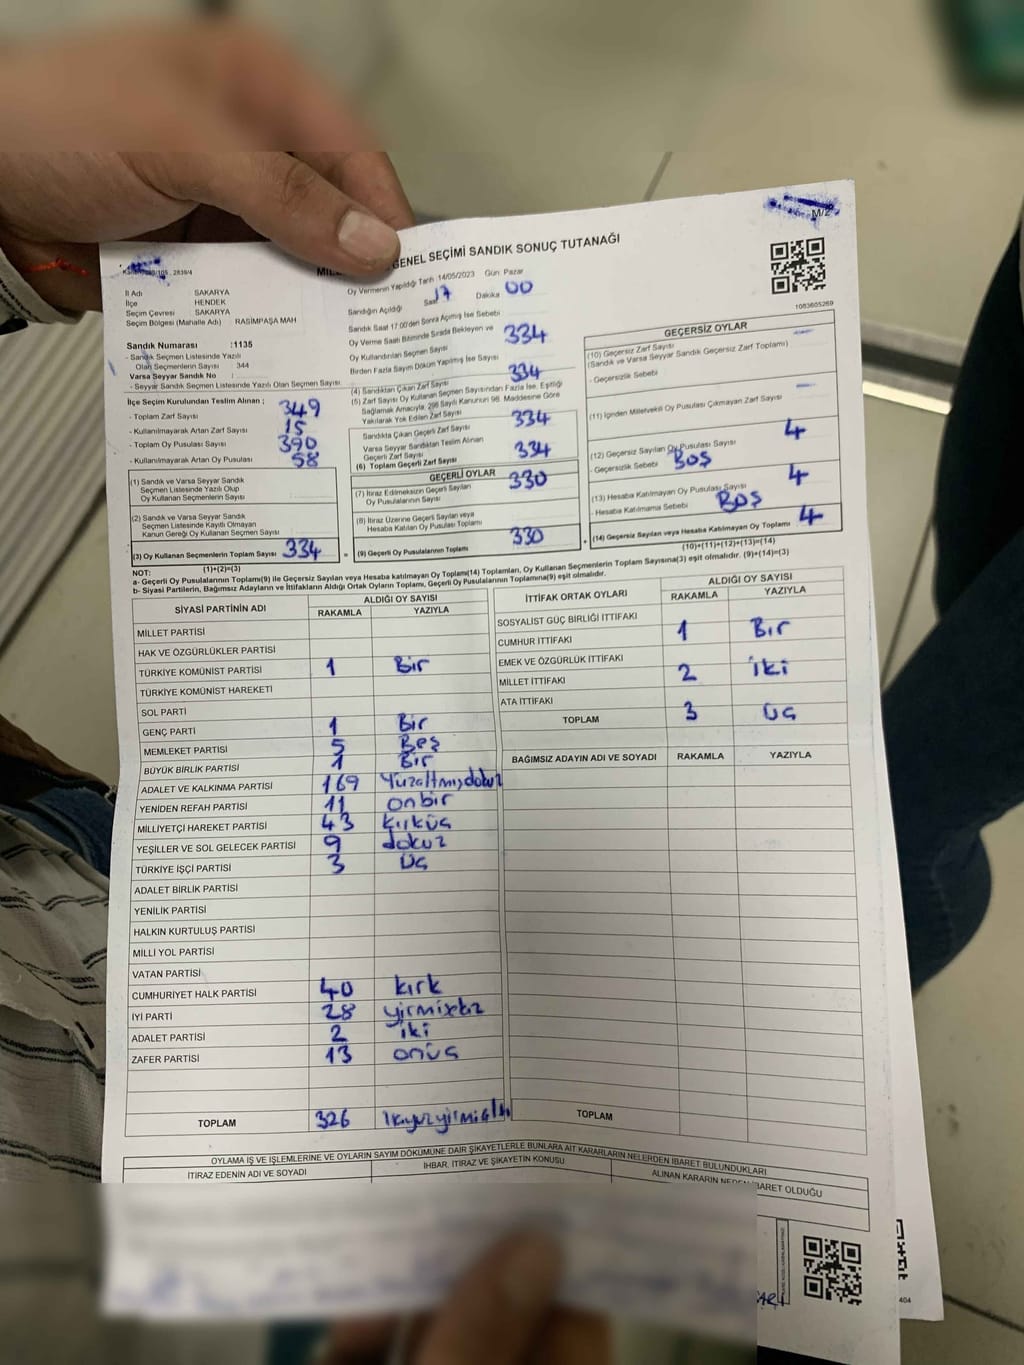 M/2
MİL GENEL SEÇİMİ SANDIK SONUÇ TUTANAĞI
1083605269
İl Adı SAKARYA
İlçe HENDEK
Seçim Çevresi SAKARYA
Seçim Bölgesi (Mahalle Adı) RASİMPAŞA MAH
Sandık Numarası :1135
- Sandık Seçmen Listesinde Yazılı
Olan Seçmenlerin Sayısı 344
Varsa Seyyar Sandık No :
- Seyyar Sandık Seçmen Listesinde Yazılı Olan Seçmen Sayısı
İlçe Seçim Kurulundan Teslim Alınan ;
- Toplam Zarf Sayısı 349
- Kullanılmayarak Artan Zarf Sayısı 15
- Toplam Oy Pusulası Sayısı 390
- Kullanılmayarak Artan Oy Pusulası 58
(1) Sandık ve Varsa Seyyar Sandık
Seçmen Listesinde Yazılı Olup
Oy Kullanan Seçmenlerin Sayısı
(2) Sandık ve Varsa Seyyar Sandık
Seçmen Listesinde Kayıtlı Olmayan
Kanun Gereği Oy Kullanan Seçmenlerin Sayısı
(3) Oy Kullanan Seçmenlerin Toplam Sayısı 334
(1)+(2)=(3)
Oy Vermenin Yapıldığı Tarih 14/05/2023 Gün Pazar
Sandığın Açıldığı Saat 17 Dakika 00
Sandık Saat 17:00'den Sonra Açılmış İse Sebebi
Oy Verme Saati Bitiminde Sırada Bekleyen ve
Oy Kullandırılan Seçmen Sayısı 334
Birden Fazla Sayım Döküm Yapılmış İse Sayısı
(4) Sandıktan Çıkan Zarf Sayısı 334
(5) Zarf Sayısı Oy Kullanan Seçmen Sayısından Fazla İse, Eşitliği
Sağlamak Amacıyla, 298 Sayılı Kanunun 98. Maddesine Göre
Yakılarak Yok Edilen Zarf Sayısı
Sandıkta Çıkan Geçerli Zarf Sayısı 334
Varsa Seyyar Sandıktan Teslim Alınan
Geçerli Zarf Sayısı
(6) Toplam Geçerli Zarf Sayısı 334
GEÇERLİ OYLAR
(7) İtiraz Edilmeksizin Geçerli Sayılan
Oy Pusulalarının Sayısı 330
(8) İtiraz Üzerine Geçerli Sayılan veya
Hesaba Katılan Oy Pusulası Toplamı
= (9) Geçerli Oy Pusulalarının Toplamı 330
GEÇERSİZ OYLAR
(10) Geçersiz Zarf Sayısı
(Sandık ve Varsa Seyyar Sandık Geçersiz Zarf Toplamı)
- Geçersizlik Sebebi
(11) İçinden Milletvekili Oy Pusulası Çıkmayan Zarf Sayısı
(12) Geçersiz Sayılan Oy Pusulası Sayısı 4
- Geçersizlik Sebebi BOŞ
(13) Hesaba Katılmayan Oy Pusulası Sayısı 4
- Hesaba Katılmama Sebebi BOŞ
+ (14) Geçersiz Sayılan veya Hesaba Katılmayan Oy Toplamı 4
(10)+(11)+(12)+(13)=(14)
NOT:
a- Geçerli Oy Pusulalarının Toplamı(9) ile Geçersiz Sayılan veya Hesaba katılmayan Oy Toplam(14) Toplamları, Oy Kullanan Seçmenlerin Toplam Sayısına(3) eşit olmalıdır. (9)+(14)=(3)
b- Siyasi Partilerin, Bağımsız Adayların ve İttifakların Aldığı Ortak Oyların Toplamı, Geçerli Oy Pusulalarının Toplamına(9) eşit olmalıdır.
SİYASİ PARTİNİN ADI ALDIĞI OY SAYISI
RAKAMLA YAZIYLA
MİLLET PARTİSİ
HAK VE ÖZGÜRLÜKLER PARTİSİ
TÜRKİYE KOMÜNİST PARTİSİ 1 Bir
TÜRKİYE KOMÜNİST HAREKETİ
SOL PARTİ
GENÇ PARTİ 1 Bir
MEMLEKET PARTİSİ 5 Beş
BÜYÜK BİRLİK PARTİSİ 1 Bir
ADALET VE KALKINMA PARTİSİ 169 Yüzaltmışdokuz
YENİDEN REFAH PARTİSİ 11 onbir
MİLLİYETÇİ HAREKET PARTİSİ 43 kırküç
YEŞİLLER VE SOL GELECEK PARTİSİ 9 dokuz
TÜRKİYE İŞÇİ PARTİSİ 3 üç
ADALET BİRLİK PARTİSİ
YENİLİK PARTİSİ
HALKIN KURTULUŞ PARTİSİ
MİLLİ YOL PARTİSİ
VATAN PARTİSİ
CUMHURİYET HALK PARTİSİ 40 kırk
İYİ PARTİ 28
ADALET PARTİSİ 2 iki
ZAFER PARTİSİ 13 onüç
TOPLAM 326
İTTİFAK ORTAK OYLARI ALDIĞI OY SAYISI
RAKAMLA YAZIYLA
SOSYALİST GÜÇ BİRLİĞİ İTTİFAKI
CUMHUR İTTİFAKI 1 Bir
EMEK VE ÖZGÜRLÜK İTTİFAKI
MİLLET İTTİFAKI 2 iki
ATA İTTİFAKI
TOPLAM 3 üç
BAĞIMSIZ ADAYIN ADI VE SOYADI RAKAMLA YAZIYLA
TOPLAM
OYLAMA İŞ VE İŞLEMLERİNE VE OYLARIN SAYIM DÖKÜMÜNE DAİR ŞİKAYETLERLE BUNLARA AİT KARARLARIN NELERDEN İBARET BULUNDUKLARI
İTİRAZ EDENİN ADI VE SOYADI İHBAR, İTİRAZ VE ŞİKAYETİN KONUSU ALINAN KARARIN NEDEN İBARET OLDUĞU
404